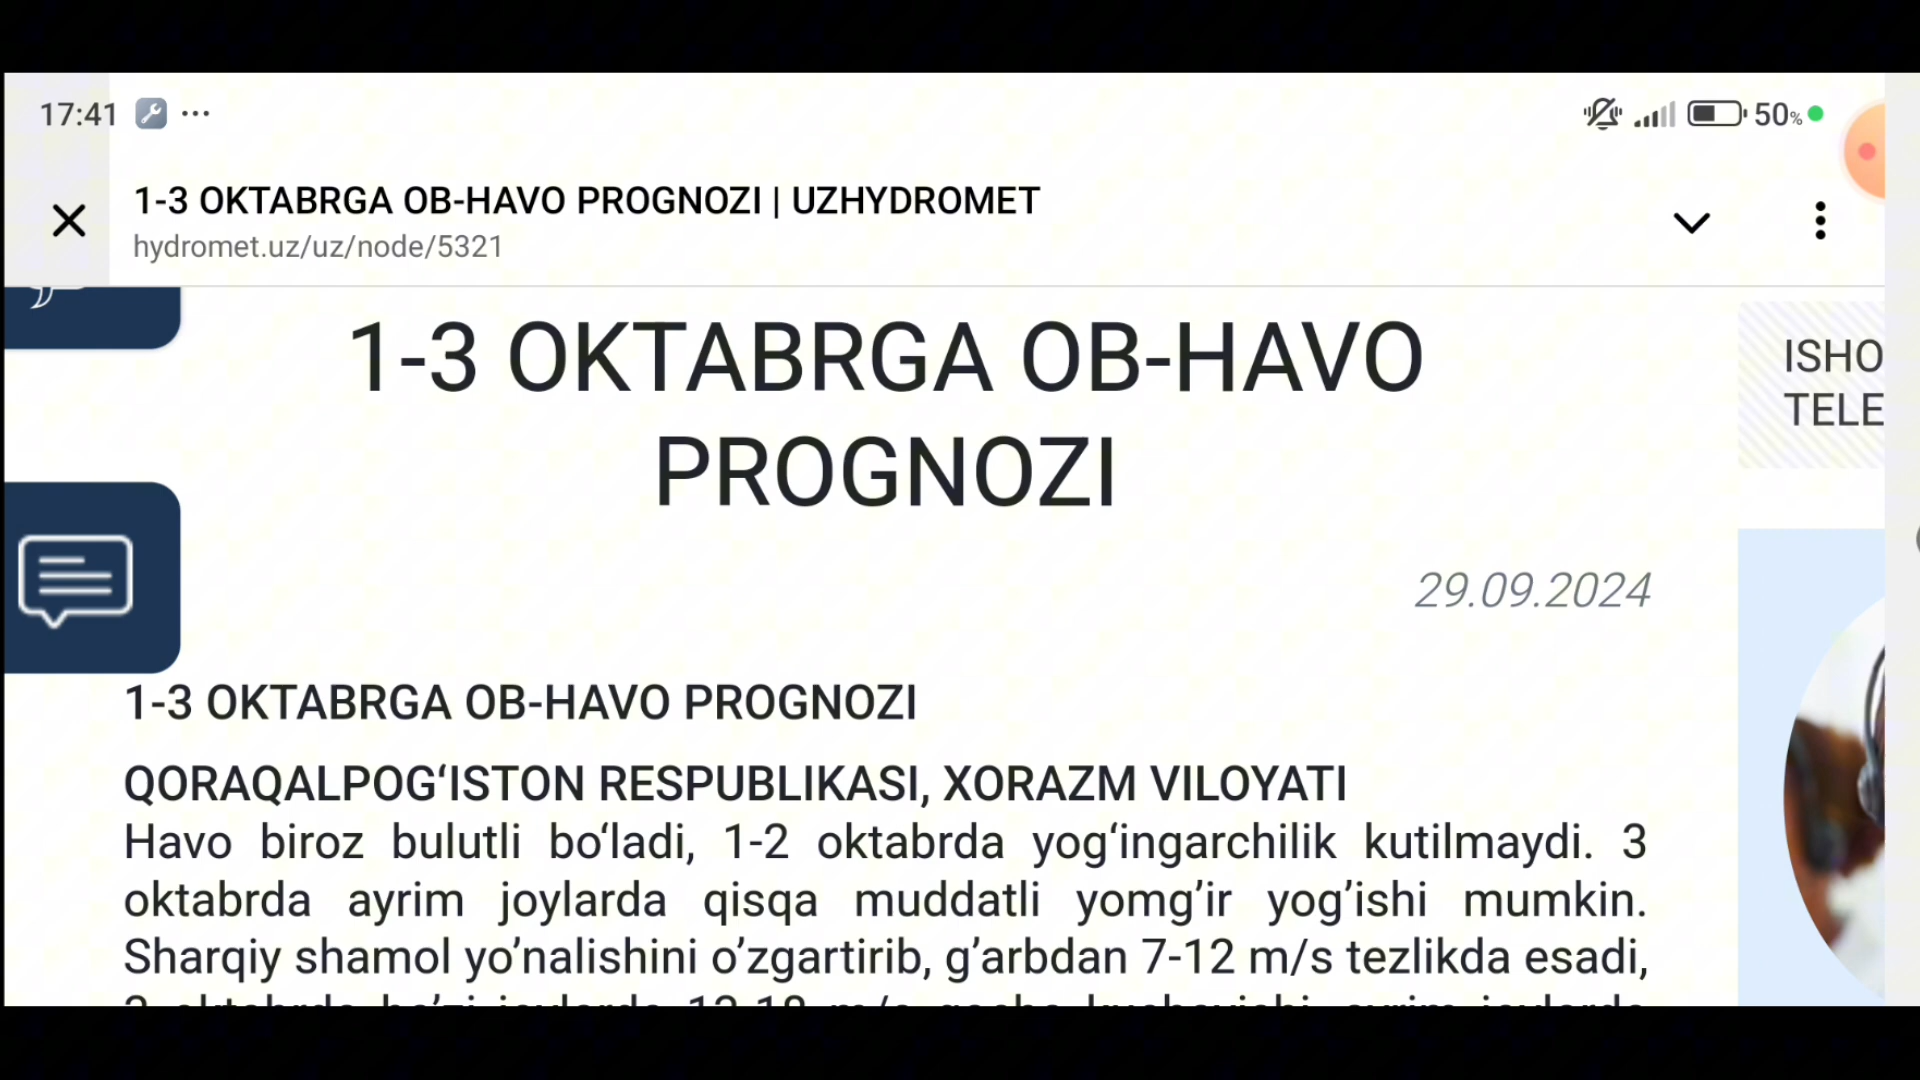 17:41 ...
50%
1-3 OKTABRGA OB-HAVO PROGNOZI | UZHYDROMET
hydromet.uz/uz/node/5321
1-3 OKTABRGA OB-HAVO
PROGNOZI
ISHO
TELE
29.09.2024
1-3 OKTABRGA OB-HAVO PROGNOZI
QORAQALPOG‘ISTON RESPUBLIKASI, XORAZM VILOYATI
Havo biroz bulutli bo‘ladi, 1-2 oktabrda yog‘ingarchilik kutilmaydi. 3
oktabrda ayrim joylarda qisqa muddatli yomg’ir yog’ishi mumkin.
Sharqiy shamol yo’nalishini o’zgartirib, g’arbdan 7-12 m/s tezlikda esadi,